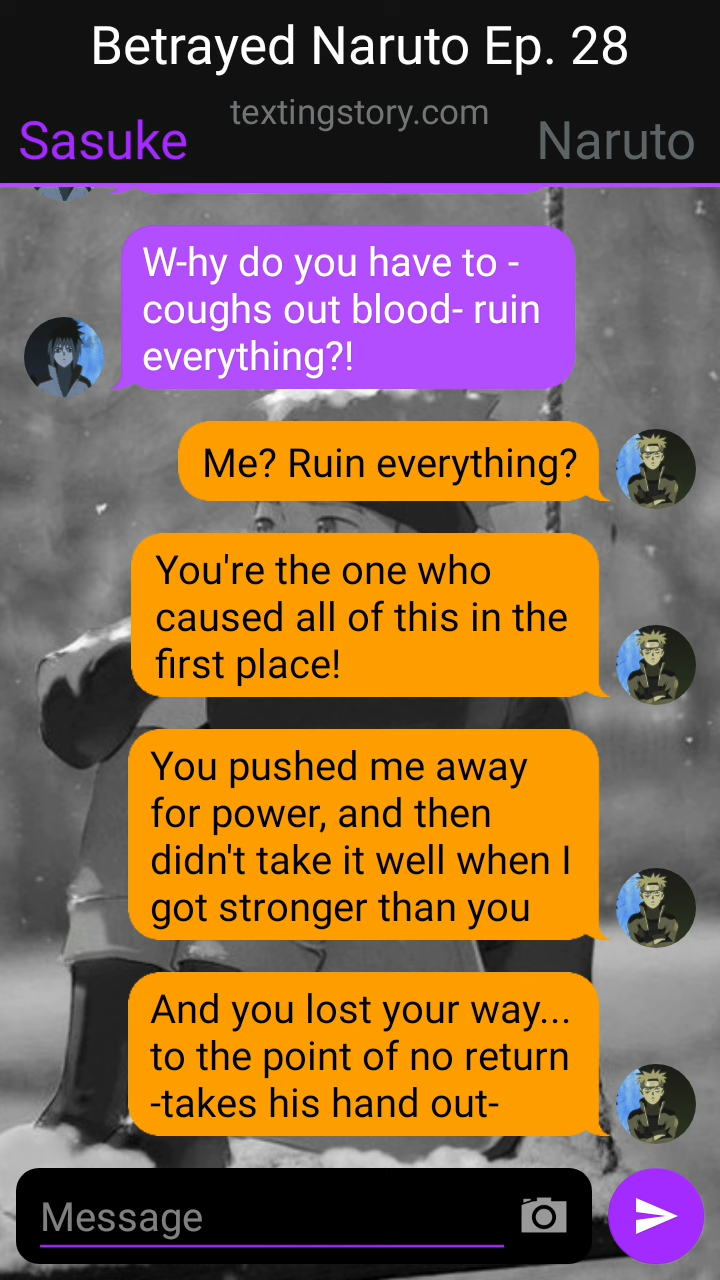 Betrayed Naruto Ep. 28
textingstory.com
Sasuke
Naruto
W-hy do you have to -
coughs out blood- ruin
everything?!
Me? Ruin everything?
You're the one who
caused all of this in the
first place!
You pushed me away
for power, and then
didn't take it well when I
got stronger than you
And you lost your way...
to the point of no return
-takes his hand out-
Message